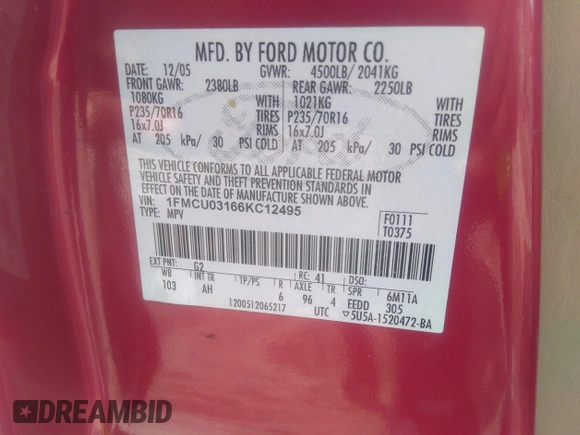 MFD. BY FORD MOTOR CO.
DATE: 12/05 GVWR: 4500LB/ 2041KG
FRONT GAWR: 2380LB REAR GAWR: 2250LB
1080KG WITH 1021KG WITH
P235/70R16 TIRES P235/70R16 TIRES
16x7.0J RIMS 16x7.0J RIMS
AT 205 kPa/ 30 PSI COLD AT 205 kPa/ 30 PSI COLD
THIS VEHICLE CONFORMS TO ALL APPLICABLE FEDERAL MOTOR
VEHICLE SAFETY AND THEFT PREVENTION STANDARDS IN
EFFECT ON THE DATE OF MANUFACTURE SHOWN ABOVE.
VIN: 1FMCU03166KC12495
TYPE: MPV
F0111
T0375
EXT PNT: G2 RC: 41 DSO:
WB INT TR TP/PS R AXLE TR SPR 6M11A
103 AH 6 96 4 EEDD 305
1200512065217 UTC ▽5U5A-1520472-BA
DREAMBID